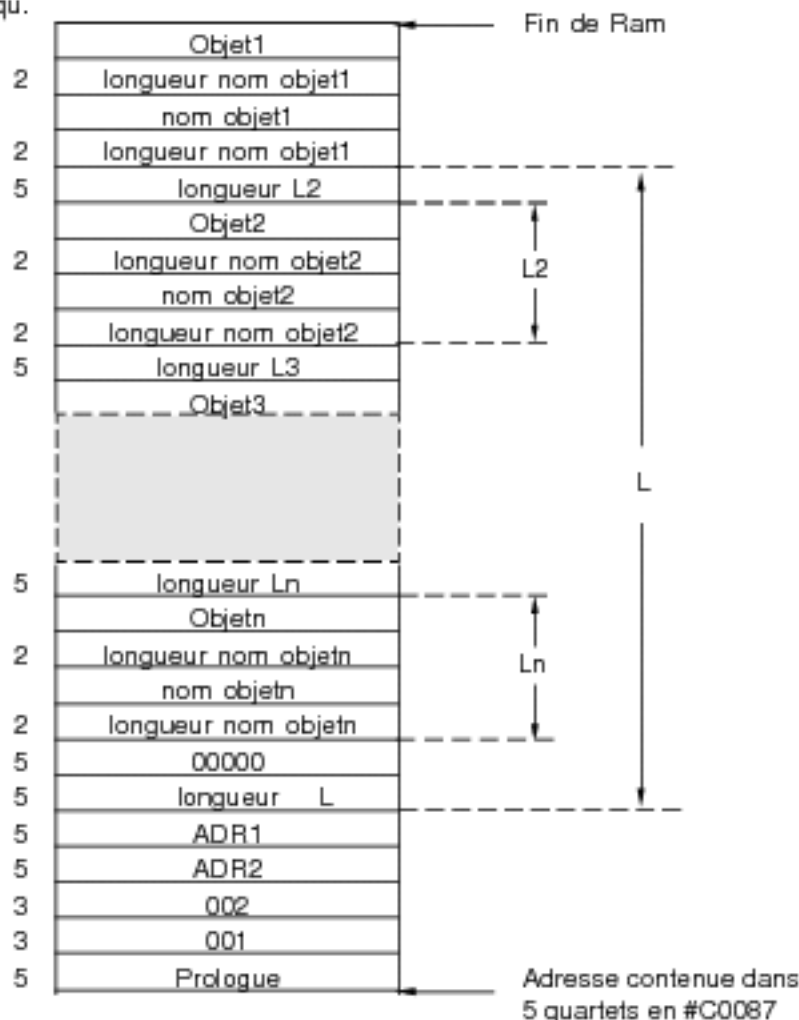 qu.
Fin de Ram
Objet1
2 longueur nom objet1
nom objet1
2 longueur nom objet1
5 longueur L2
Objet2
2 longueur nom objet2
L2
nom objet2
2 longueur nom objet2
5 longueur L3
Objet3
L
5 longueur Ln
Objetn
2 longueur nom objetn
Ln
nom objetn
2 longueur nom objetn
5 00000
5 longueur L
5 ADR1
5 ADR2
3 002
3 001
5 Prologue
Adresse contenue dans
5 quartets en #C0087